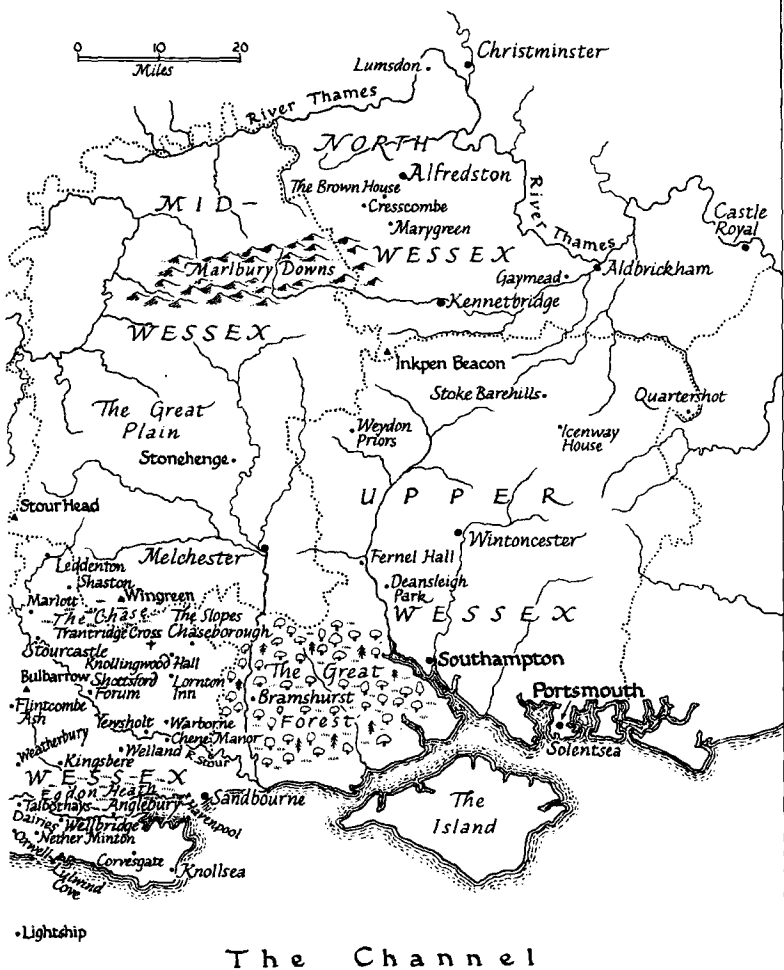 0 10 20
Miles
Christminster
Lumsdon
River Thames
NORTH
Alfredston
The Brown House
Cresscombe
Marygreen
MID-
River Thames
Castle
Royal
WESSEX
Marlbury Downs
Gaymead
Aldbrickham
Kennetbridge
WESSEX
Inkpen Beacon
Stoke Barehills
Quartershot
The Great
Plain
Weydon
Priors
Icenway
House
Stonehenge
UPPER
Stour Head
Wintoncester
Melchester
Fernel Hall
Leddenton
Shaston
Deansleigh
Park
Marlott
Wingreen
WESSEX
The Chase
The Slopes
Trantridge Cross
Chaseborough
Stourcastle
Knollingwood Hall
Southampton
The Great
Bulbarrow
Shottsford
Forum
Lornton
Inn
Bramshurst
Forest
Portsmouth
Flintcombe
Ash
Yewsholt
Warborne
Chene Manor
Solentsea
Weatherbury
Welland
R. Stour
Kingsbere
WESSEX
Egdon Heath
Sandbourne
The
Island
Talbothays
Anglebury
Havenpool
Dairies
Wellbridge
Nether Mynton
Corvesgate
Knollsea
Lulwind
Cove
Lightship
The Channel